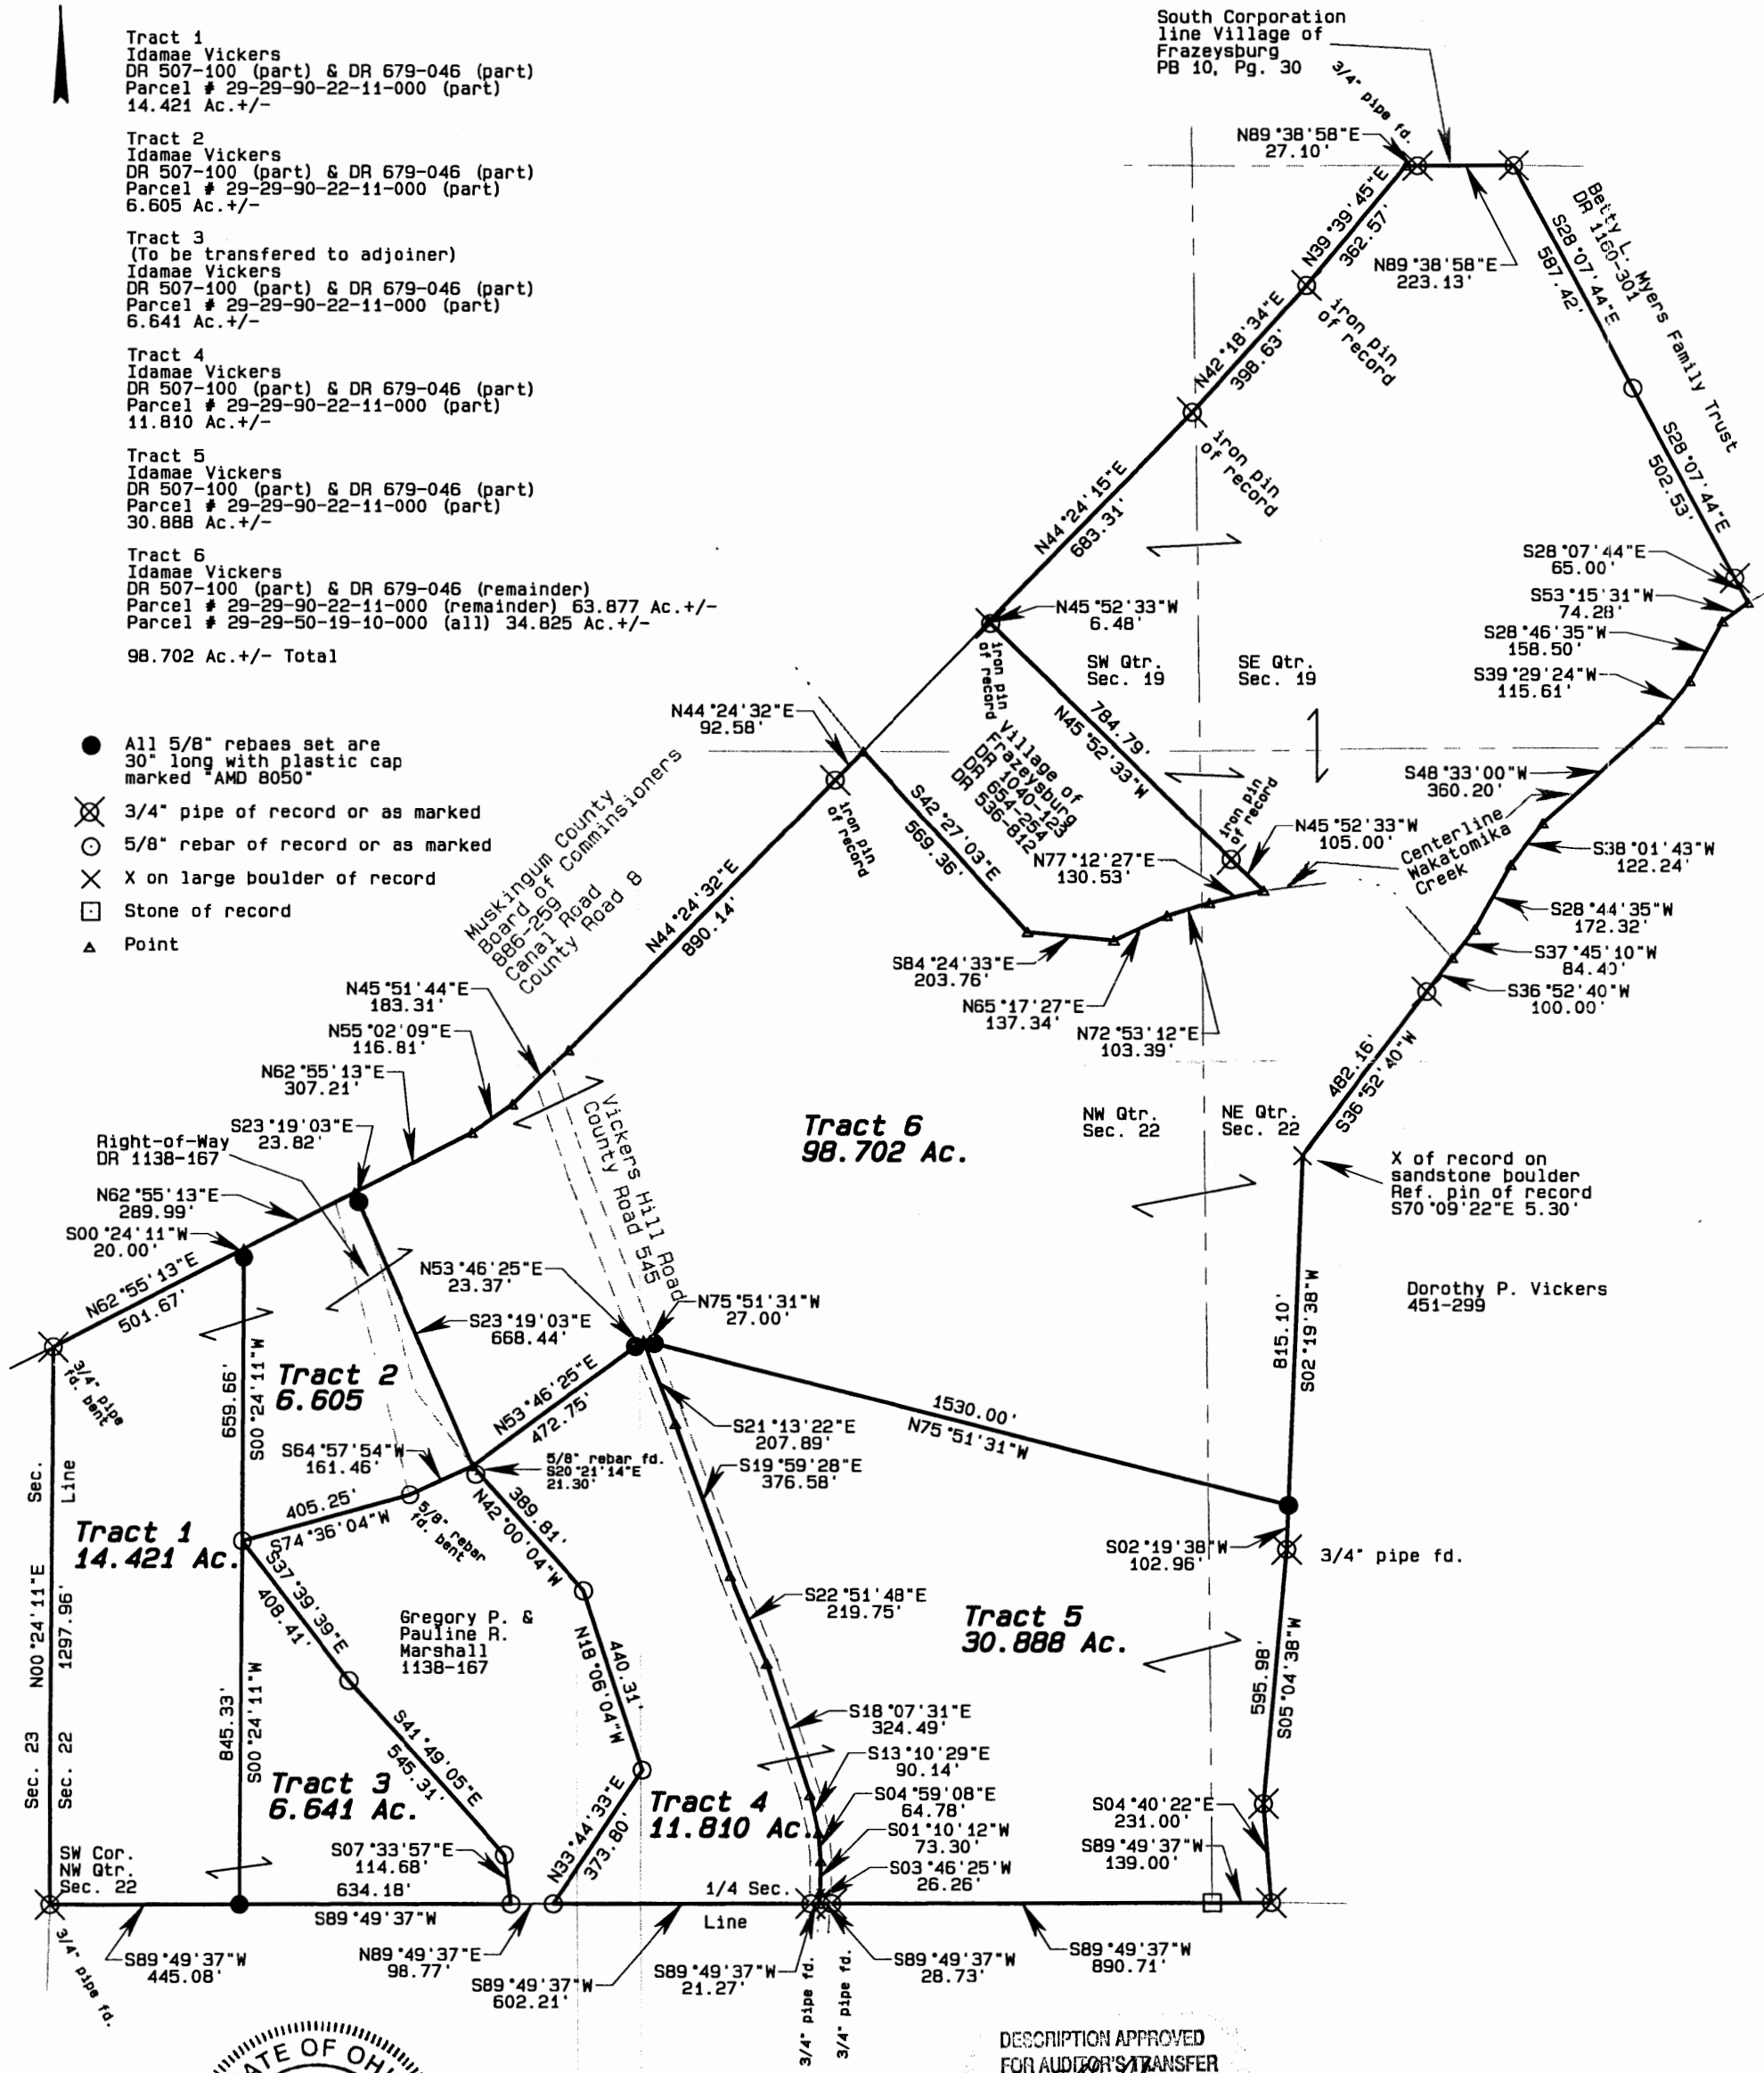 Tract 1
Idamae Vickers
DR 507-100 (part) & DR 679-046 (part)
Parcel # 29-29-90-22-11-000 (part)
14.421 Ac.+/-
Tract 2
Idamae Vickers
DR 507-100 (part) & DR 679-046 (part)
Parcel # 29-29-90-22-11-000 (part)
6.605 Ac.+/-
Tract 3
(To be transfered to adjoiner)
Idamae Vickers
DR 507-100 (part) & DR 679-046 (part)
Parcel # 29-29-90-22-11-000 (part)
6.641 Ac.+/-
Tract 4
Idamae Vickers
DR 507-100 (part) & DR 679-046 (part)
Parcel # 29-29-90-22-11-000 (part)
11.810 Ac.+/-
Tract 5
Idamae Vickers
DR 507-100 (part) & DR 679-046 (part)
Parcel # 29-29-90-22-11-000 (part)
30.888 Ac.+/-
Tract 6
Idamae Vickers
DR 507-100 (part) & DR 679-046 (remainder)
Parcel # 29-29-90-22-11-000 (remainder) 63.877 Ac.+/-
Parcel # 29-29-50-19-10-000 (all) 34.825 Ac.+/-
98.702 Ac.+/- Total
All 5/8" rebaes set are
30" long with plastic cap
marked "AMD 8050"
3/4" pipe of record or as marked
5/8" rebar of record or as marked
X on large boulder of record
Stone of record
Point
South Corporation
line Village of
Frazeysburg
PB 10, Pg. 30
3/4" pipe fd.
N89°38'58"E
27.10'
N39°39'45"E
362.57'
N89°38'58"E
223.13'
S28°07'44"E
587.42'
Betty L. Myers Family Trust
DR 1160-301
iron pin
of record
N42°18'34"E
398.63'
iron pin
of record
S28°07'44"E
502.53'
N44°24'15"E
683.31'
S28°07'44"E
65.00'
S53°15'31"W
74.28'
S28°46'35"W
158.50'
S39°29'24"W
115.61'
N45°52'33"W
6.48'
iron pin
of record
SW Qtr.
Sec. 19
SE Qtr.
Sec. 19
N44°24'32"E
92.58'
784.79'
N45°52'33"W
Village of
Frazeysburg
DR 1040-123
DR 654-254
DR 536-812
S48°33'00"W
360.20'
iron pin
of record
iron pin
of record
N45°52'33"W
105.00'
Centerline
Wakatomika
Creek
S38°01'43"W
122.24'
S42°27'03"E
569.36'
N77°12'27"E
130.53'
S28°44'35"W
172.32'
Muskingum County
Board of Comminsioners
886-259
Canal Road
County Road 8
N44°24'32"E
890.14'
S37°45'10"W
84.40'
S84°24'33"E
203.76'
N65°17'27"E
137.34'
N72°53'12"E
103.39'
S36°52'40"W
100.00'
N45°51'44"E
183.31'
N55°02'09"E
116.81'
N62°55'13"E
307.21'
482.16'
S36°52'40"W
S23°19'03"E
23.82'
Right-of-Way
DR 1138-167
Vickers Hill Road
County Road 545
Tract 6
98.702 Ac.
NW Qtr.
Sec. 22
NE Qtr.
Sec. 22
X of record on
sandstone boulder
Ref. pin of record
S70°09'22"E 5.30'
N62°55'13"E
289.99'
S00°24'11"W
20.00'
N62°55'13"E
501.67'
N53°46'25"E
23.37'
N75°51'31"W
27.00'
S23°19'03"E
668.44'
Dorothy P. Vickers
451-299
815.10'
S02°19'38"W
3/4" pipe
fd. bent
659.66'
S00°24'11"W
Tract 2
6.605
N53°46'25"E
472.75'
1530.00'
N75°51'31"W
S21°13'22"E
207.89'
S64°57'54"W
161.46'
5/8" rebar fd.
S20°21'14"E
21.30'
S19°59'28"E
376.58'
Sec.
Line
405.25'
S74°36'04"W
5/8" rebar
fd. bent
389.81'
N42°00'04"W
Tract 1
14.421 Ac.
S02°19'38"W
102.96'
3/4" pipe fd.
S37°39'39"E
408.41'
N00°24'11"E
1297.96'
Gregory P. &
Pauline R.
Marshall
1138-167
S22°51'48"E
219.75'
Tract 5
30.888 Ac.
440.31'
N18°06'04"W
595.98'
S05°04'38"W
S18°07'31"E
324.49'
845.33'
S00°24'11"W
S41°49'05"E
545.31'
S13°10'29"E
90.14'
Sec. 23
Sec. 22
Tract 3
6.641 Ac.
Tract 4
11.810 Ac.
S04°59'08"E
64.78'
S04°40'22"E
231.00'
N33°44'33"E
373.80'
S01°10'12"W
73.30'
S89°49'37"W
139.00'
SW Cor.
NW Qtr.
Sec. 22
S07°33'57"E
114.68'
634.18'
S89°49'37"W
S03°46'25"W
26.26'
1/4 Sec.
Line
3/4" pipe fd.
S89°49'37"W
445.08'
N89°49'37"E
98.77'
S89°49'37"W
602.21'
S89°49'37"W
21.27'
3/4" pipe fd.
3/4" pipe fd.
S89°49'37"W
28.73'
S89°49'37"W
890.71'
DESCRIPTION APPROVED
FOR AUDITOR'S TRANSFER